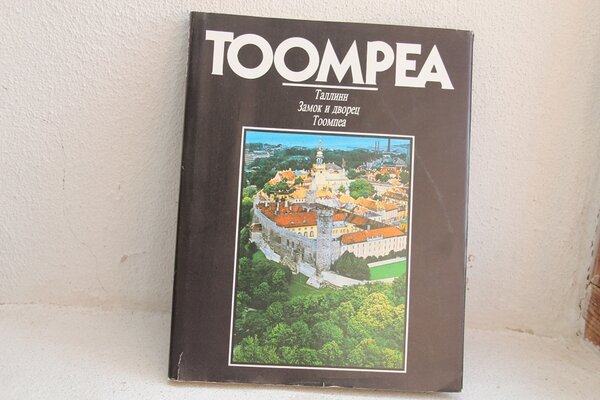 TOOMPEA
Таллинн
Замок и дворец
Тоомпеа